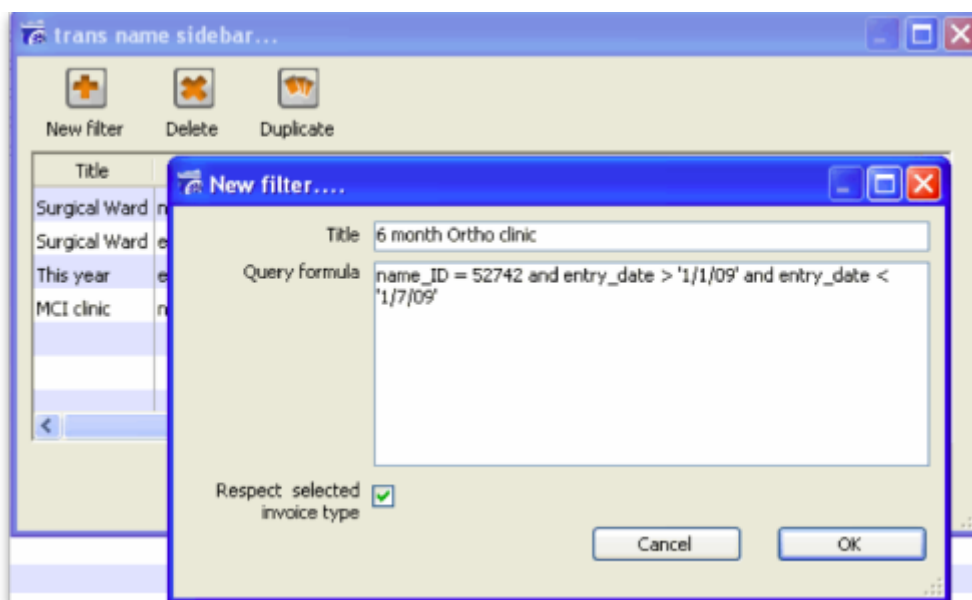 trans name sidebar...
New filter Delete Duplicate
Title
Surgical Ward n
Surgical Ward e
This year e
MCI clinic n
New filter....
Title 6 month Ortho clinic
Query formula name_ID = 52742 and entry_date > '1/1/09' and entry_date <
'1/7/09'
Respect selected
invoice type
Cancel OK